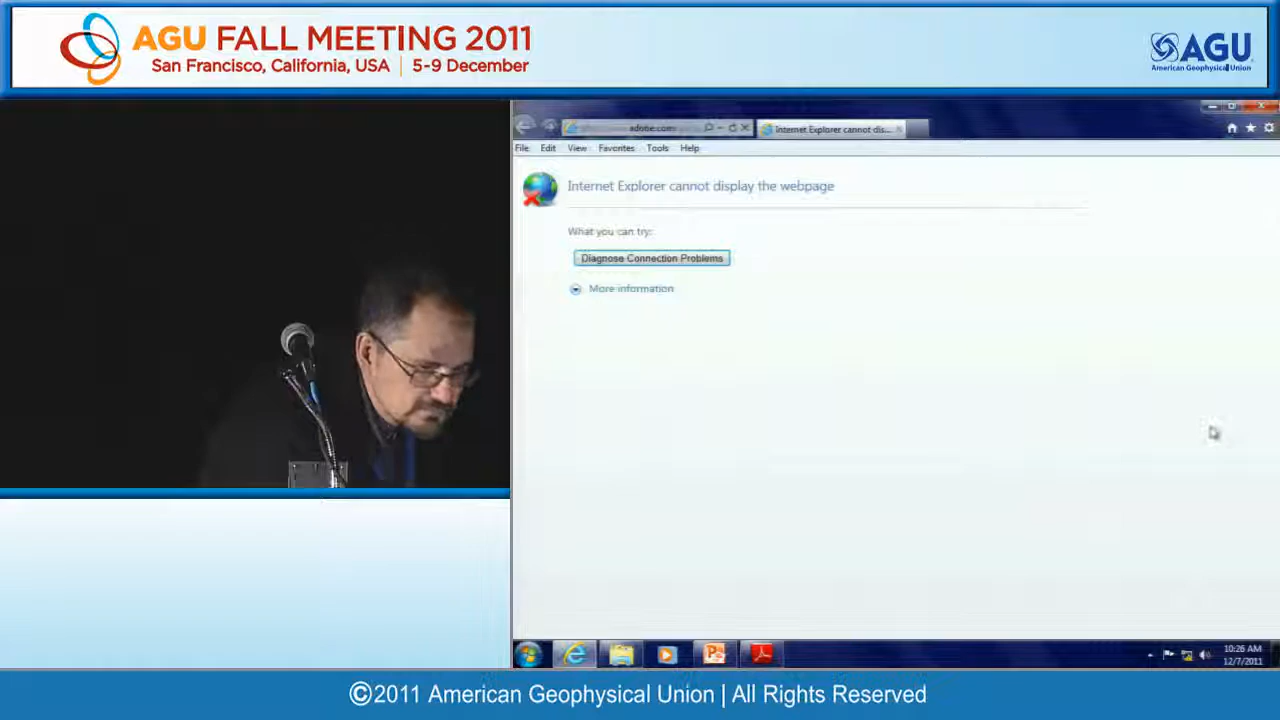 AGU FALL MEETING 2011
San Francisco, California, USA | 5-9 December
AGU
American Geophysical Union
adobe.com
Internet Explorer cannot dis...
File Edit View Favorites Tools Help
Internet Explorer cannot display the webpage
What you can try:
Diagnose Connection Problems
More information
10:26 AM
12/7/2011
©2011 American Geophysical Union | All Rights Reserved